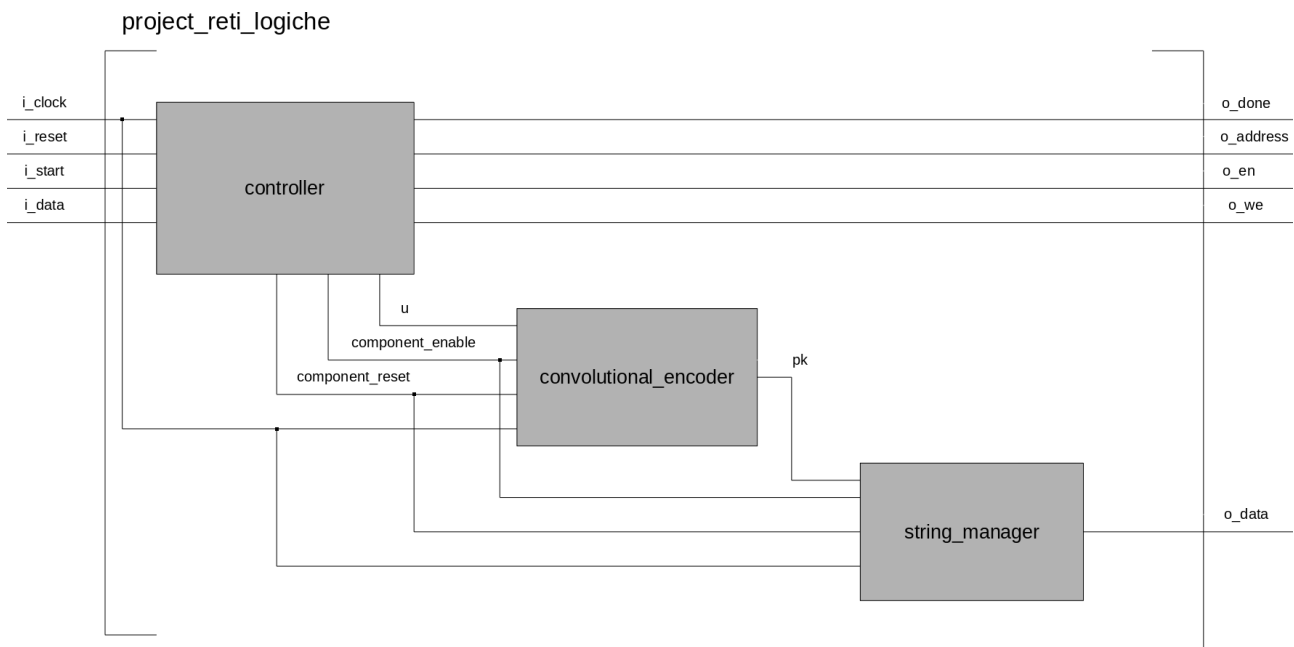 project_reti_logiche
i_clock
i_reset
i_start
i_data
controller
o_done
o_address
o_en
o_we
u
component_enable
component_reset
convolutional_encoder
pk
string_manager
o_data